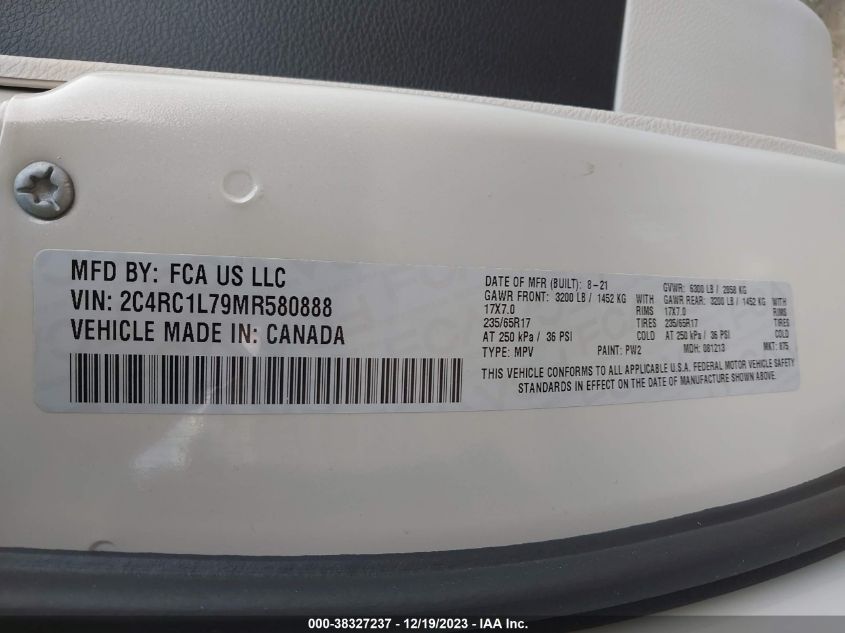 MFD BY: FCA US LLC
VIN: 2C4RC1L79MR580888
VEHICLE MADE IN: CANADA
DATE OF MFR (BUILT): 8-21
GVWR: 6300 LB / 2858 KG
GAWR FRONT: 3200 LB / 1452 KG WITH GAWR REAR: 3200 LB / 1452 KG WITH
17X7.0 RIMS 17X7.0 RIMS
235/65R17 TIRES 235/65R17 TIRES
AT 250 kPa / 36 PSI COLD AT 250 kPa / 36 PSI COLD
TYPE: MPV PAINT: PW2 MDH: 081213 MKT: 875
THIS VEHICLE CONFORMS TO ALL APPLICABLE U.S.A. FEDERAL MOTOR VEHICLE SAFETY
STANDARDS IN EFFECT ON THE DATE OF MANUFACTURE SHOWN ABOVE.
000-38327237 - 12/19/2023 - IAA Inc.